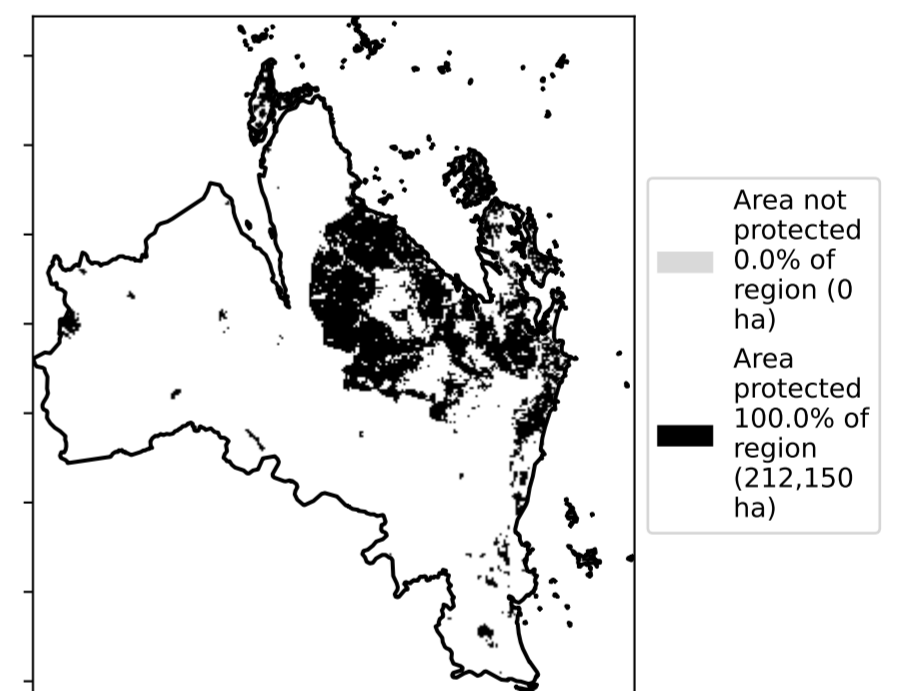 Area not
protected
0.0% of
region (0
ha)
Area
protected
100.0% of
region
(212,150
ha)